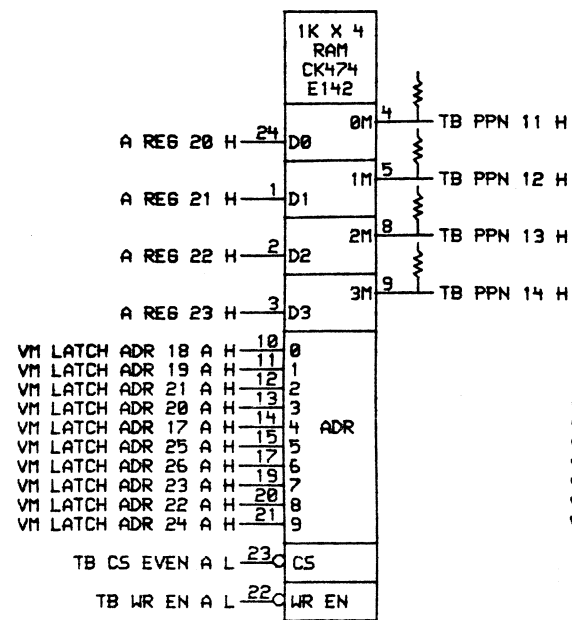 1K X 4
RAM
CK474
E142
0M 4 TB PPN 11 H
A REG 20 H 24 D0
1M 5 TB PPN 12 H
A REG 21 H 1 D1
2M 8 TB PPN 13 H
A REG 22 H 2 D2
3M 9 TB PPN 14 H
A REG 23 H 3 D3
VM LATCH ADR 18 A H 10 0
VM LATCH ADR 19 A H 11 1
VM LATCH ADR 21 A H 12 2
VM LATCH ADR 20 A H 13 3
VM LATCH ADR 17 A H 14 4 ADR
VM LATCH ADR 25 A H 15 5
VM LATCH ADR 26 A H 17 6
VM LATCH ADR 23 A H 19 7
VM LATCH ADR 22 A H 20 8
VM LATCH ADR 24 A H 21 9
TB CS EVEN A L 23 CS
TB WR EN A L 22 WR EN